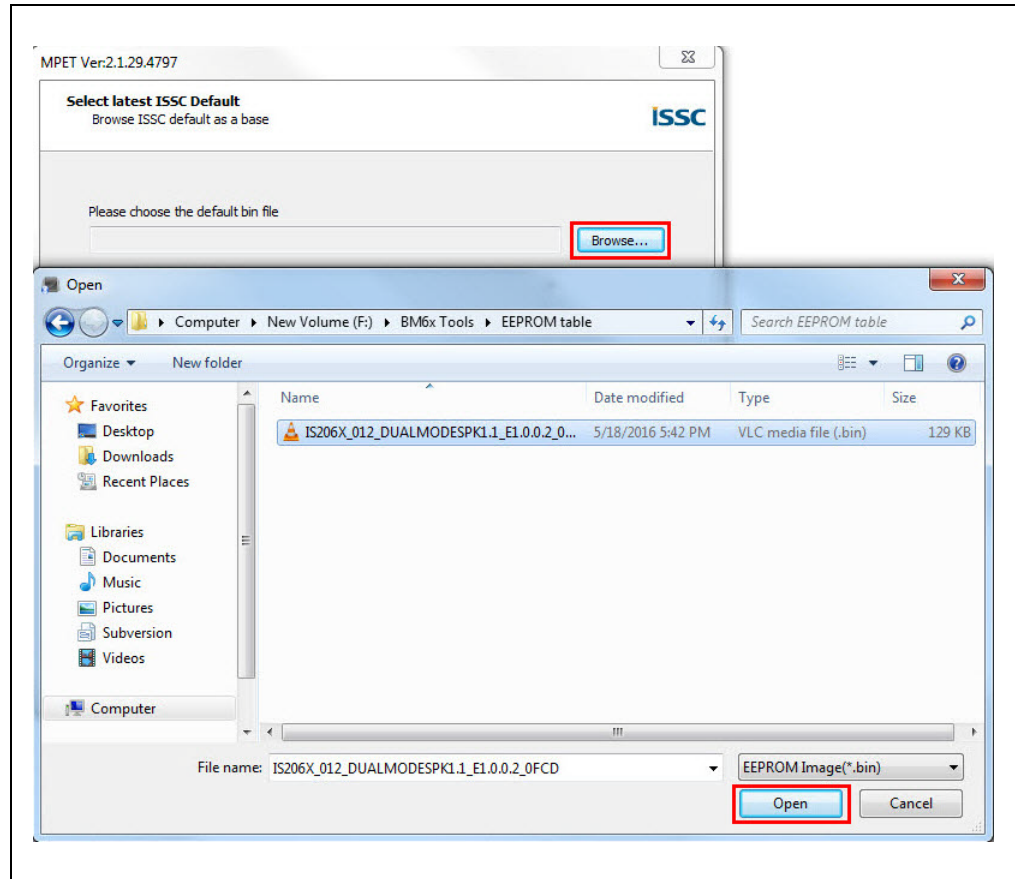 MPET Ver:2.1.29.4797
Select latest ISSC Default
Browse ISSC default as a base
ISSC
Please choose the default bin file
Browse...
Open
Computer New Volume (F:) BM6x Tools EEPROM table
Search EEPROM table
Organize New folder
Name Date modified Type Size
IS206X_012_DUALMODESPK1.1_E1.0.0.2_0... 5/18/2016 5:42 PM VLC media file (.bin) 129 KB
Favorites
Desktop
Downloads
Recent Places
Libraries
Documents
Music
Pictures
Subversion
Videos
Computer
File name: IS206X_012_DUALMODESPK1.1_E1.0.0.2_0FCD
EEPROM Image(*.bin)
Open Cancel